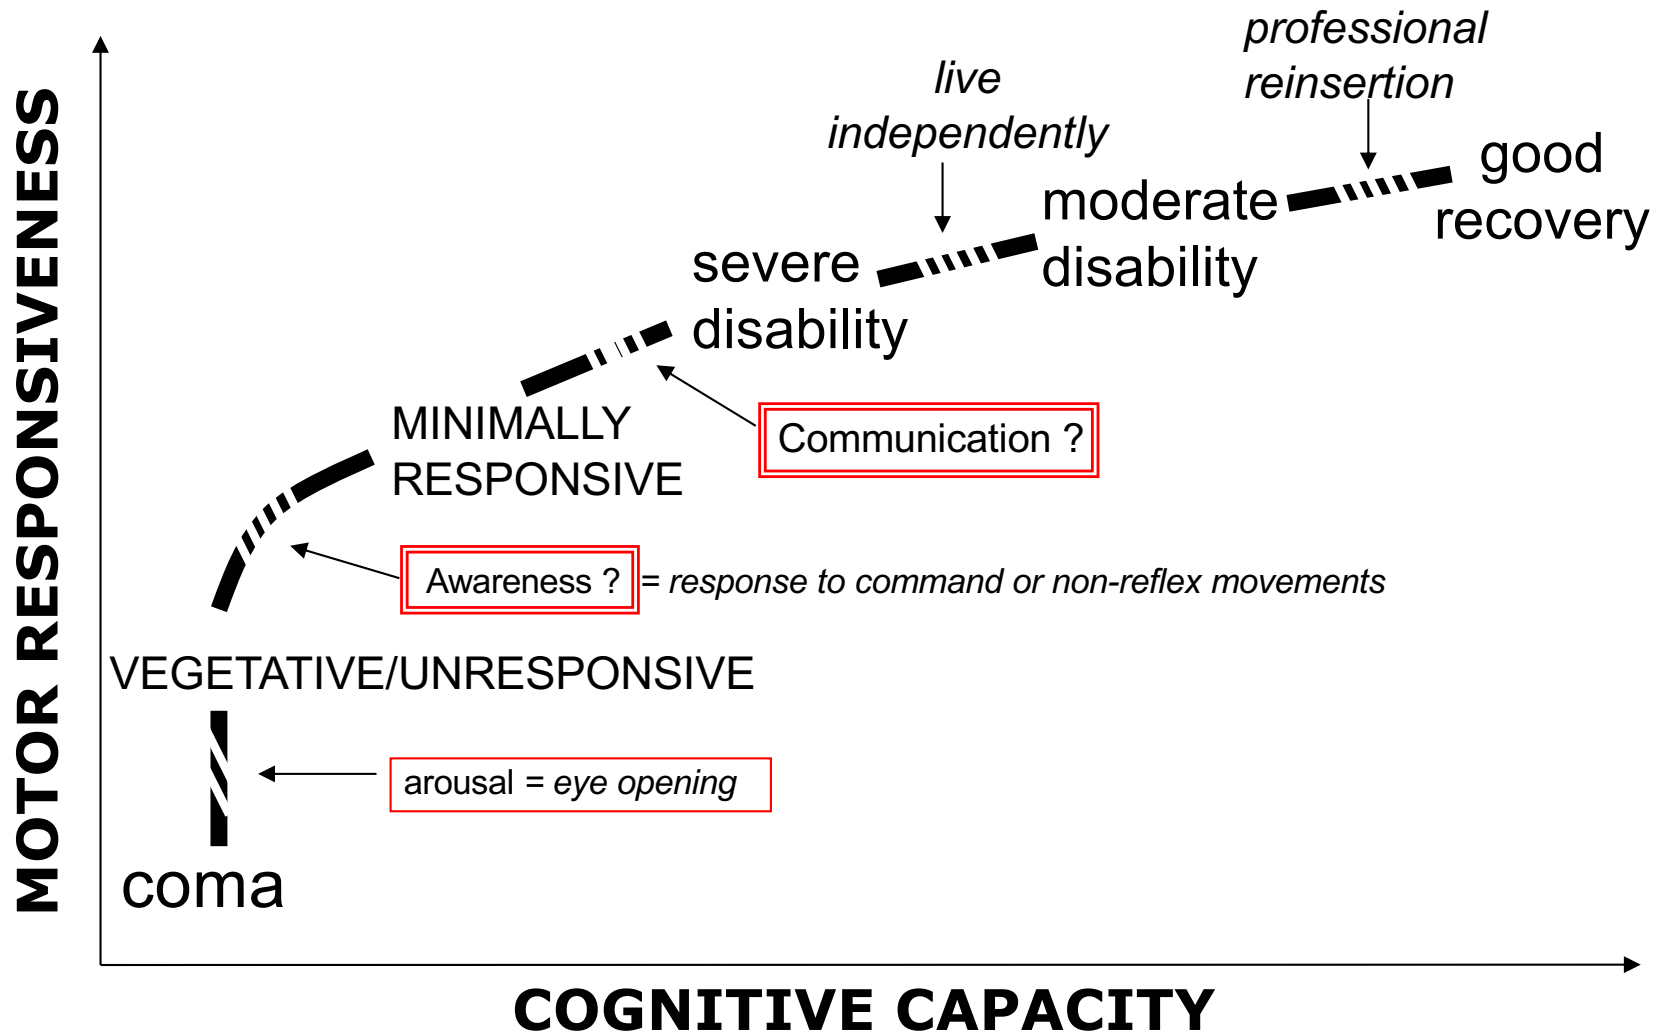 professional
reinsertion
live
independently
good
recovery
moderate
disability
severe
disability
MINIMALLY
RESPONSIVE
Communication ?
Awareness ? = response to command or non-reflex movements
VEGETATIVE/UNRESPONSIVE
arousal = eye opening
coma
MOTOR RESPONSIVENESS
COGNITIVE CAPACITY